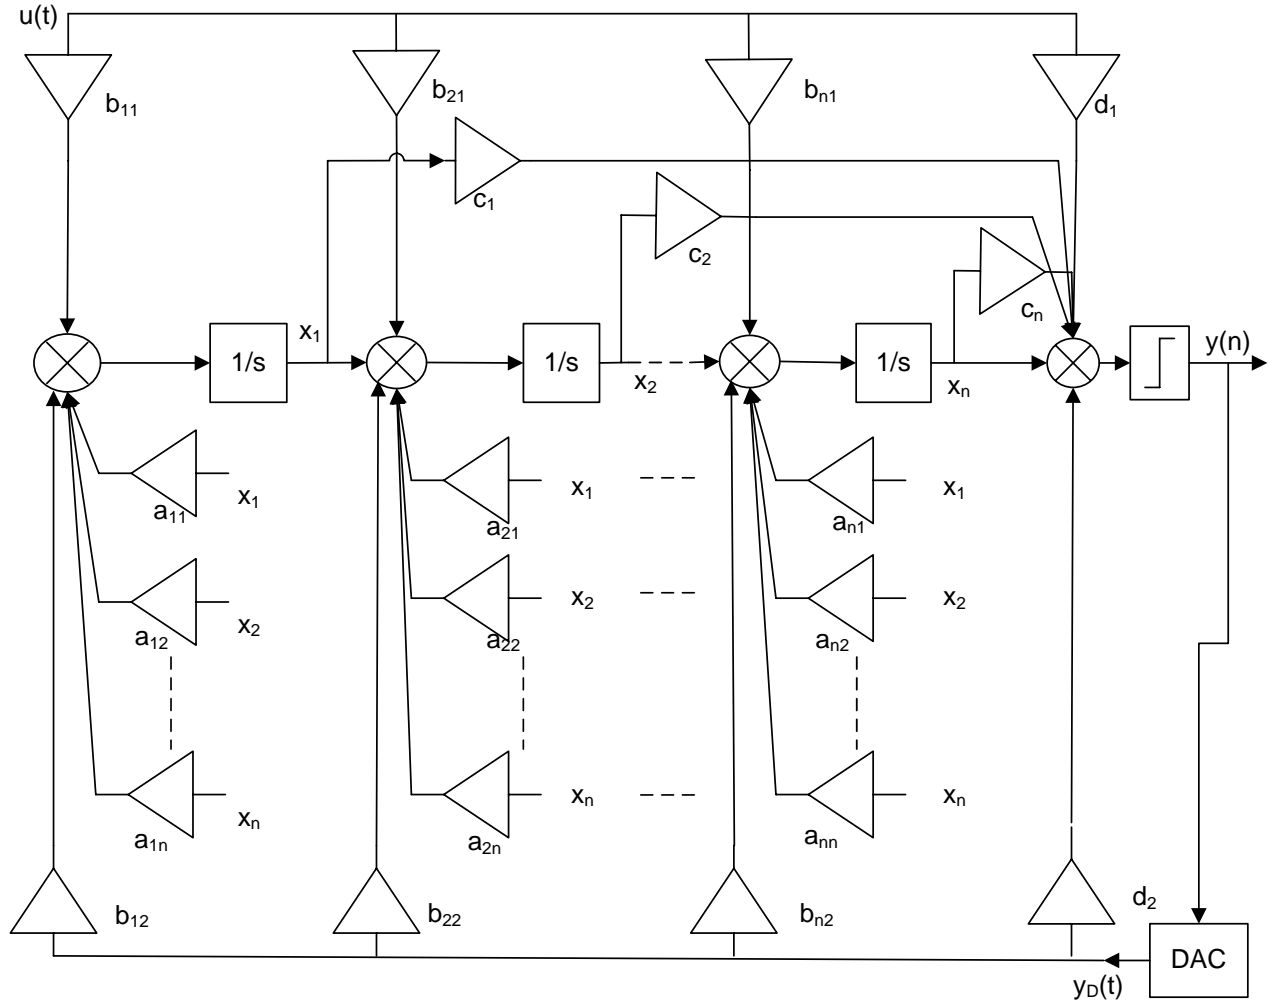 u(t)
b₁₁
b₂₁
bₙ₁
d₁
c₁
c₂
cₙ
1/s
x₁
1/s
x₂
1/s
xₙ
y(n)
a₁₁
x₁
a₂₁
x₁
aₙ₁
x₁
a₁₂
x₂
a₂₂
x₂
aₙ₂
x₂
a₁ₙ
xₙ
a₂ₙ
xₙ
aₙₙ
xₙ
b₁₂
b₂₂
bₙ₂
d₂
DAC
y_D(t)